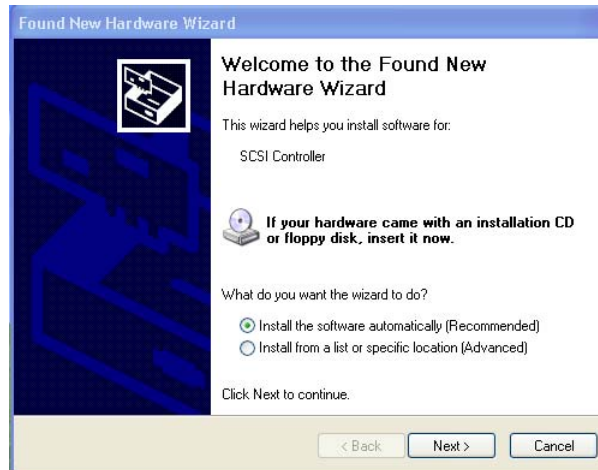 Found New Hardware Wizard
Welcome to the Found New
Hardware Wizard
This wizard helps you install software for:
SCSI Controller
If your hardware came with an installation CD
or floppy disk, insert it now.
What do you want the wizard to do?
Install the software automatically (Recommended)
Install from a list or specific location (Advanced)
Click Next to continue.
< Back Next > Cancel